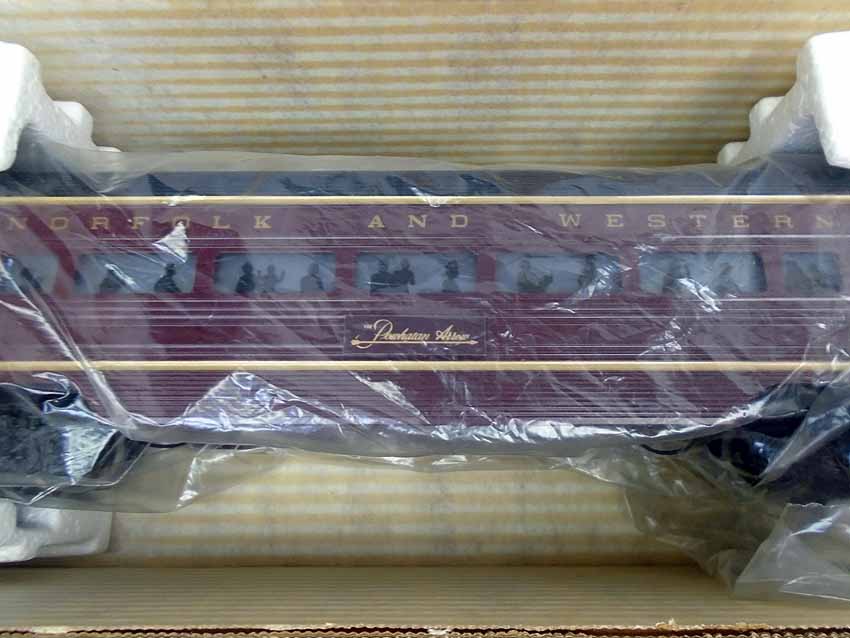 NORFOLK AND WESTERN
THE Powhatan Arrow